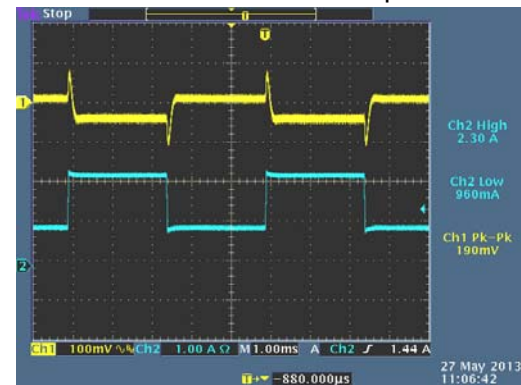 Stop
T
1
Ch2 High
2.30 A
Ch2 Low
960mA
Ch1 Pk-Pk
190mV
2
Ch1 100mV Ch2 1.00 A Ω M 1.00ms A Ch2 1.44 A
-880.000µs
27 May 2013
11:06:42